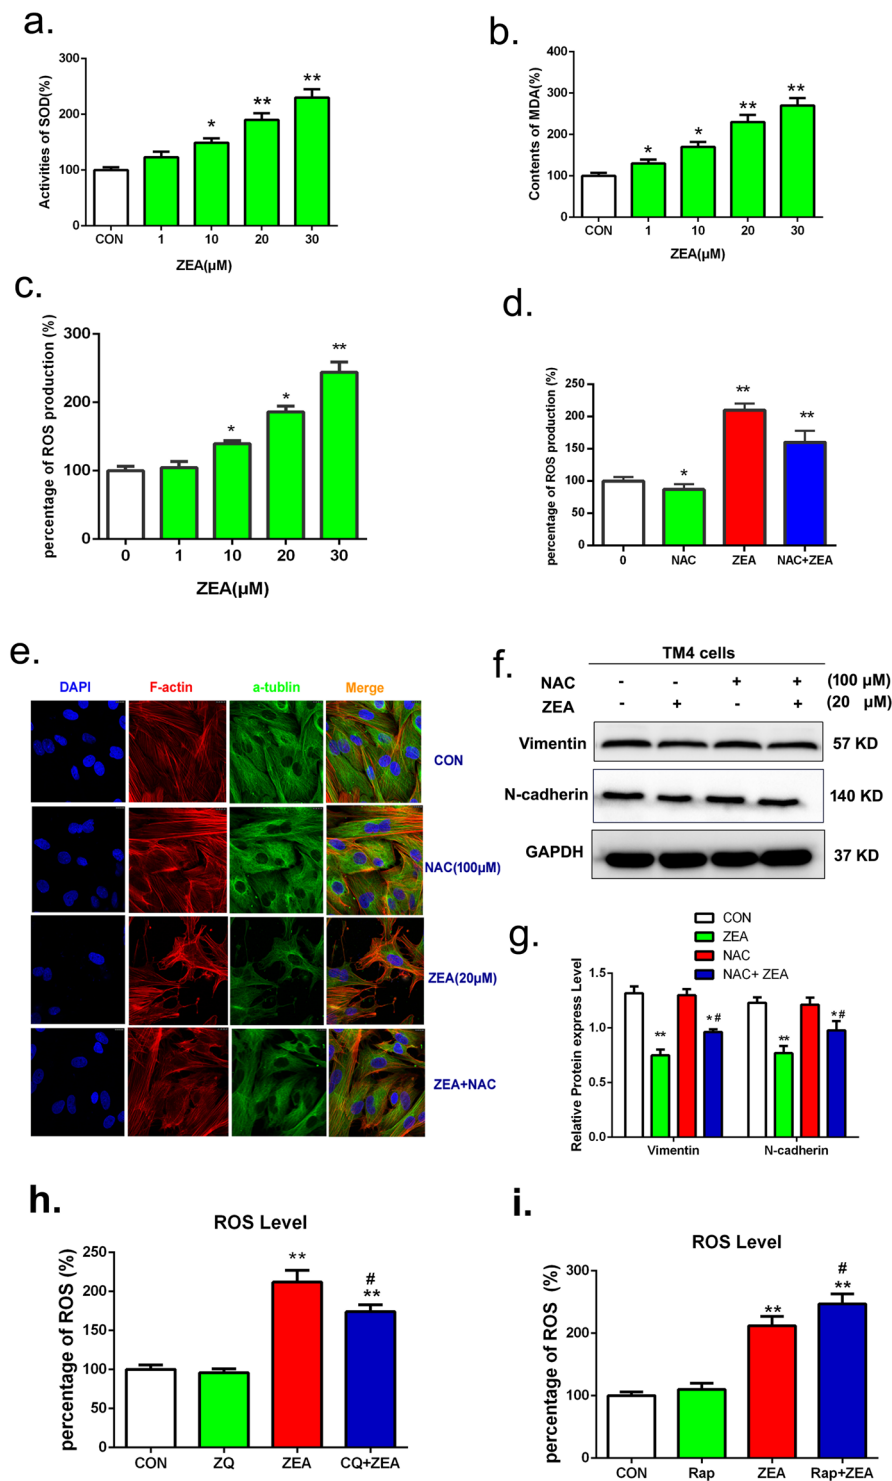 a.
Activities of SOD(%)
300
200
100
0
*
**
**
CON 1 10 20 30
ZEA(µM)
b.
Contents of MDA(%)
400
300
200
100
0
*
*
**
**
CON 1 10 20 30
ZEA(µM)
c.
percentage of ROS production (%)
300
200
100
0
*
*
**
0 1 10 20 30
ZEA(µM)
d.
percentage of ROS production (%)
250
200
150
100
50
0
*
**
**
0 NAC ZEA NAC+ZEA
e.
DAPI F-actin a-tublin Merge
CON
NAC(100µM)
ZEA(20µM)
ZEA+NAC
f.
TM4 cells
NAC - - + + (100 µM)
ZEA - + - + (20 µM)
Vimentin 57 KD
N-cadherin 140 KD
GAPDH 37 KD
g.
CON
ZEA
NAC
NAC+ ZEA
Relative Protein express Level
1.5
1.0
0.5
0.0
**
*#
**
*#
Vimentin N-cadherin
h.
ROS Level
percentage of ROS (%)
250
200
150
100
50
0
**
#
**
CON ZQ ZEA CQ+ZEA
i.
ROS Level
percentage of ROS (%)
300
200
100
0
**
#
**
CON Rap ZEA Rap+ZEA